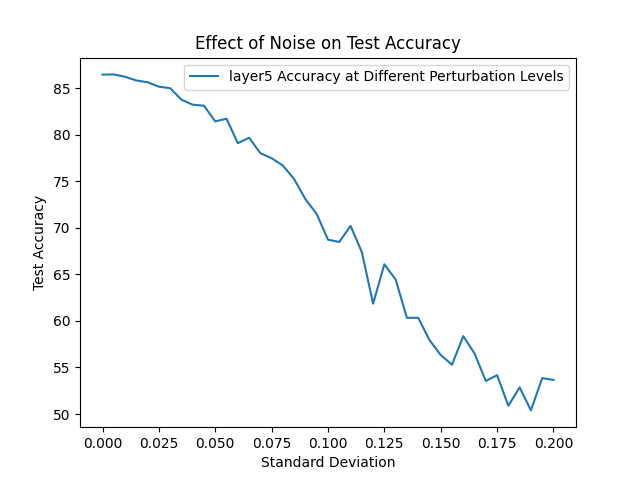 Effect of Noise on Test Accuracy
layer5 Accuracy at Different Perturbation Levels
Test Accuracy
85
80
75
70
65
60
55
50
0.000 0.025 0.050 0.075 0.100 0.125 0.150 0.175 0.200
Standard Deviation